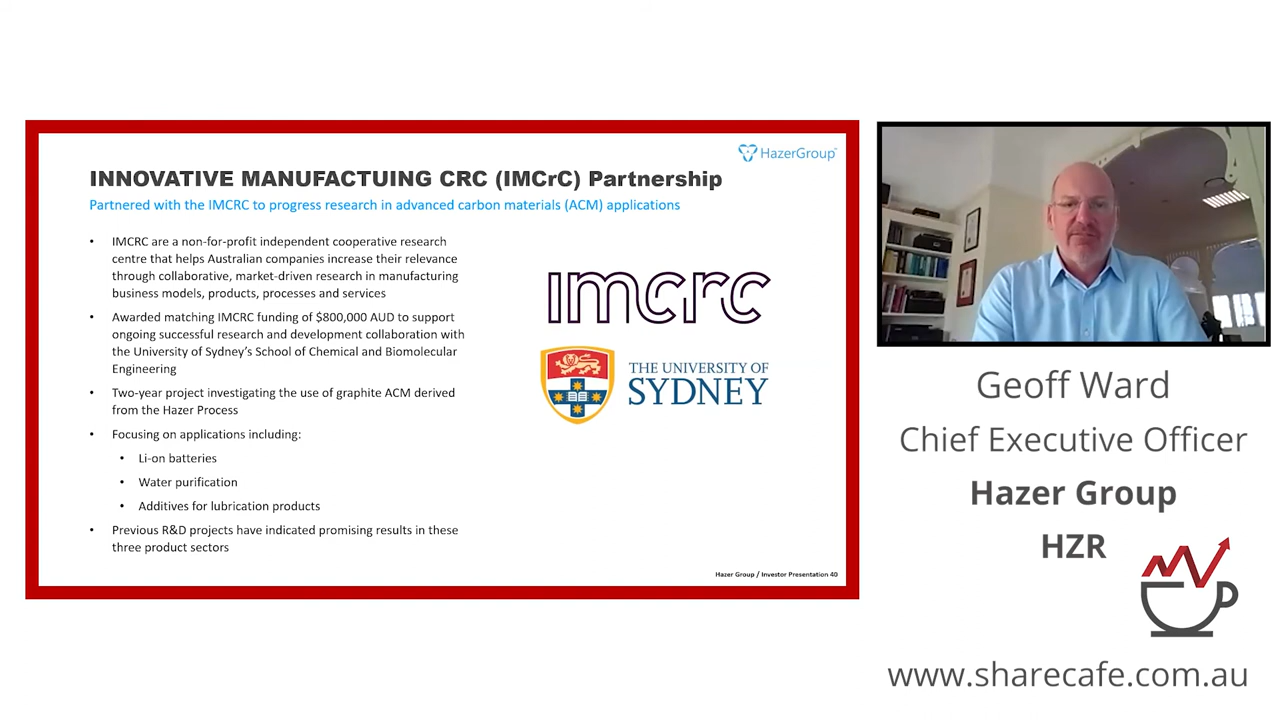 HazerGroup
INNOVATIVE MANUFACTUING CRC (IMCrC) Partnership
Partnered with the IMCRC to progress research in advanced carbon materials (ACM) applications
• IMCRC are a non-for-profit independent cooperative research
centre that helps Australian companies increase their relevance
through collaborative, market-driven research in manufacturing
business models, products, processes and services
• Awarded matching IMCRC funding of $800,000 AUD to support
ongoing successful research and development collaboration with
the University of Sydney's School of Chemical and Biomolecular
Engineering
• Two-year project investigating the use of graphite ACM derived
from the Hazer Process
• Focusing on applications including:
• Li-on batteries
• Water purification
• Additives for lubrication products
• Previous R&D projects have indicated promising results in these
three product sectors
imcrc
THE UNIVERSITY OF
SYDNEY
Hazer Group / Investor Presentation 40
Geoff Ward
Chief Executive Officer
Hazer Group
HZR
www.sharecafe.com.au